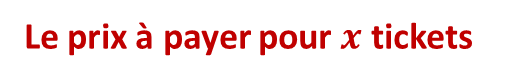 Le prix à payer pour 𝒙 tickets